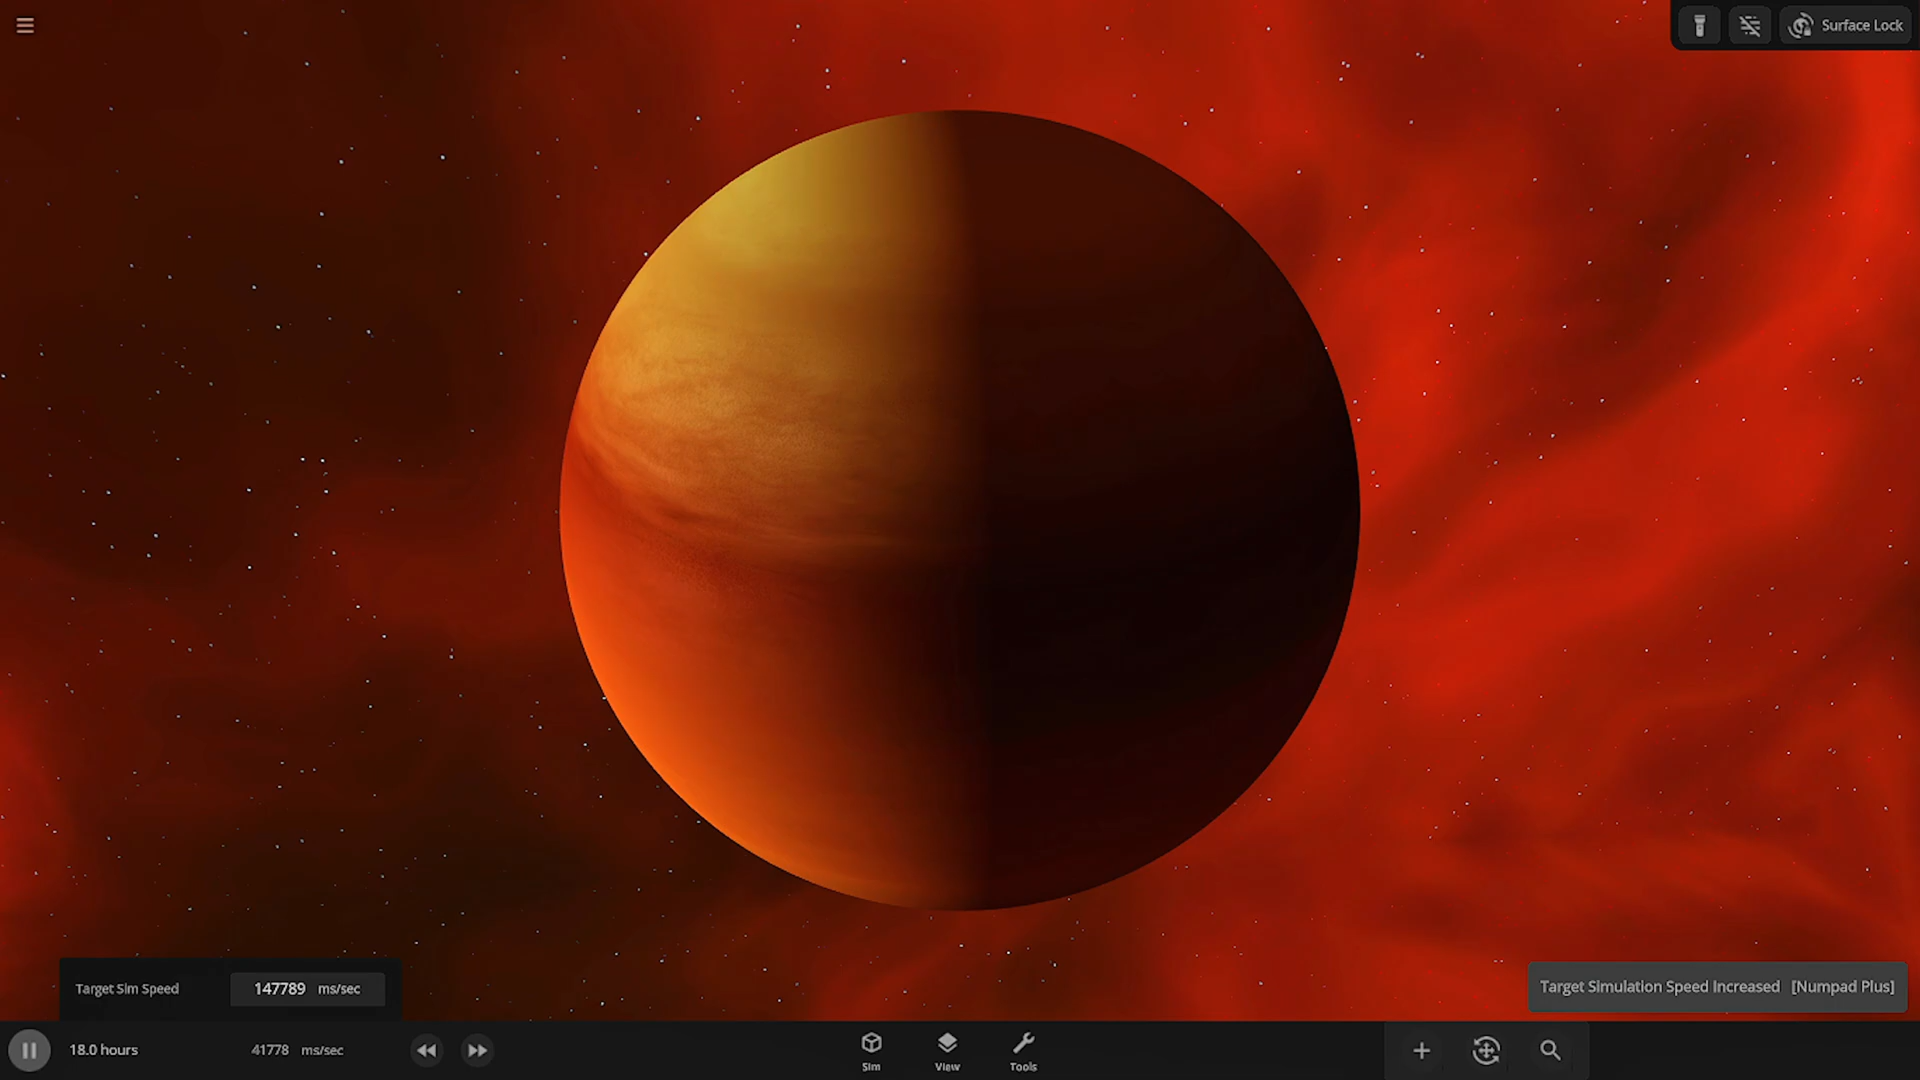 Surface Lock
Target Sim Speed 147789 ms/sec
Target Simulation Speed Increased [Numpad Plus]
18.0 hours 41778 ms/sec
Sim View Tools